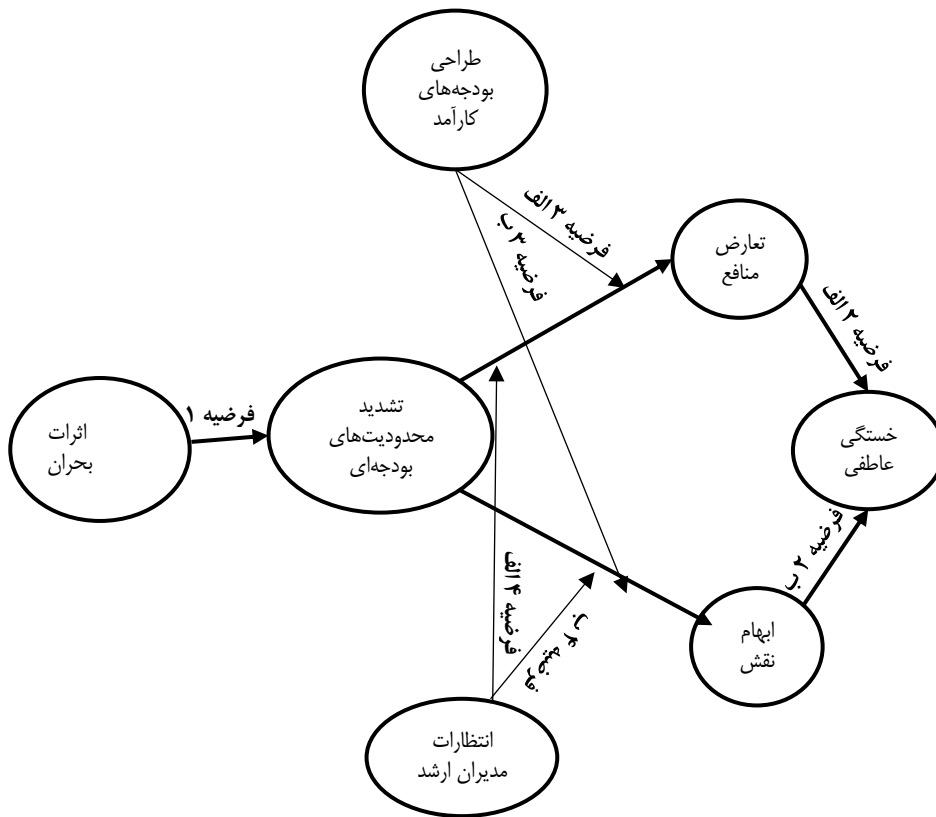 طراحی
بودجه‌های
کارآمد
فرضیه ۳ الف
فرضیه ۳ ب
تعارض
منافع
فرضیه ۲ الف
اثرات
بحران
فرضیه ۱
تشدید
محدودیت‌های
بودجه‌ای
خستگی
عاطفی
فرضیه ۲ ب
فرضیه ۴ الف
فرضیه ۴ ب
ابهام
نقش
انتظارات
مدیران ارشد